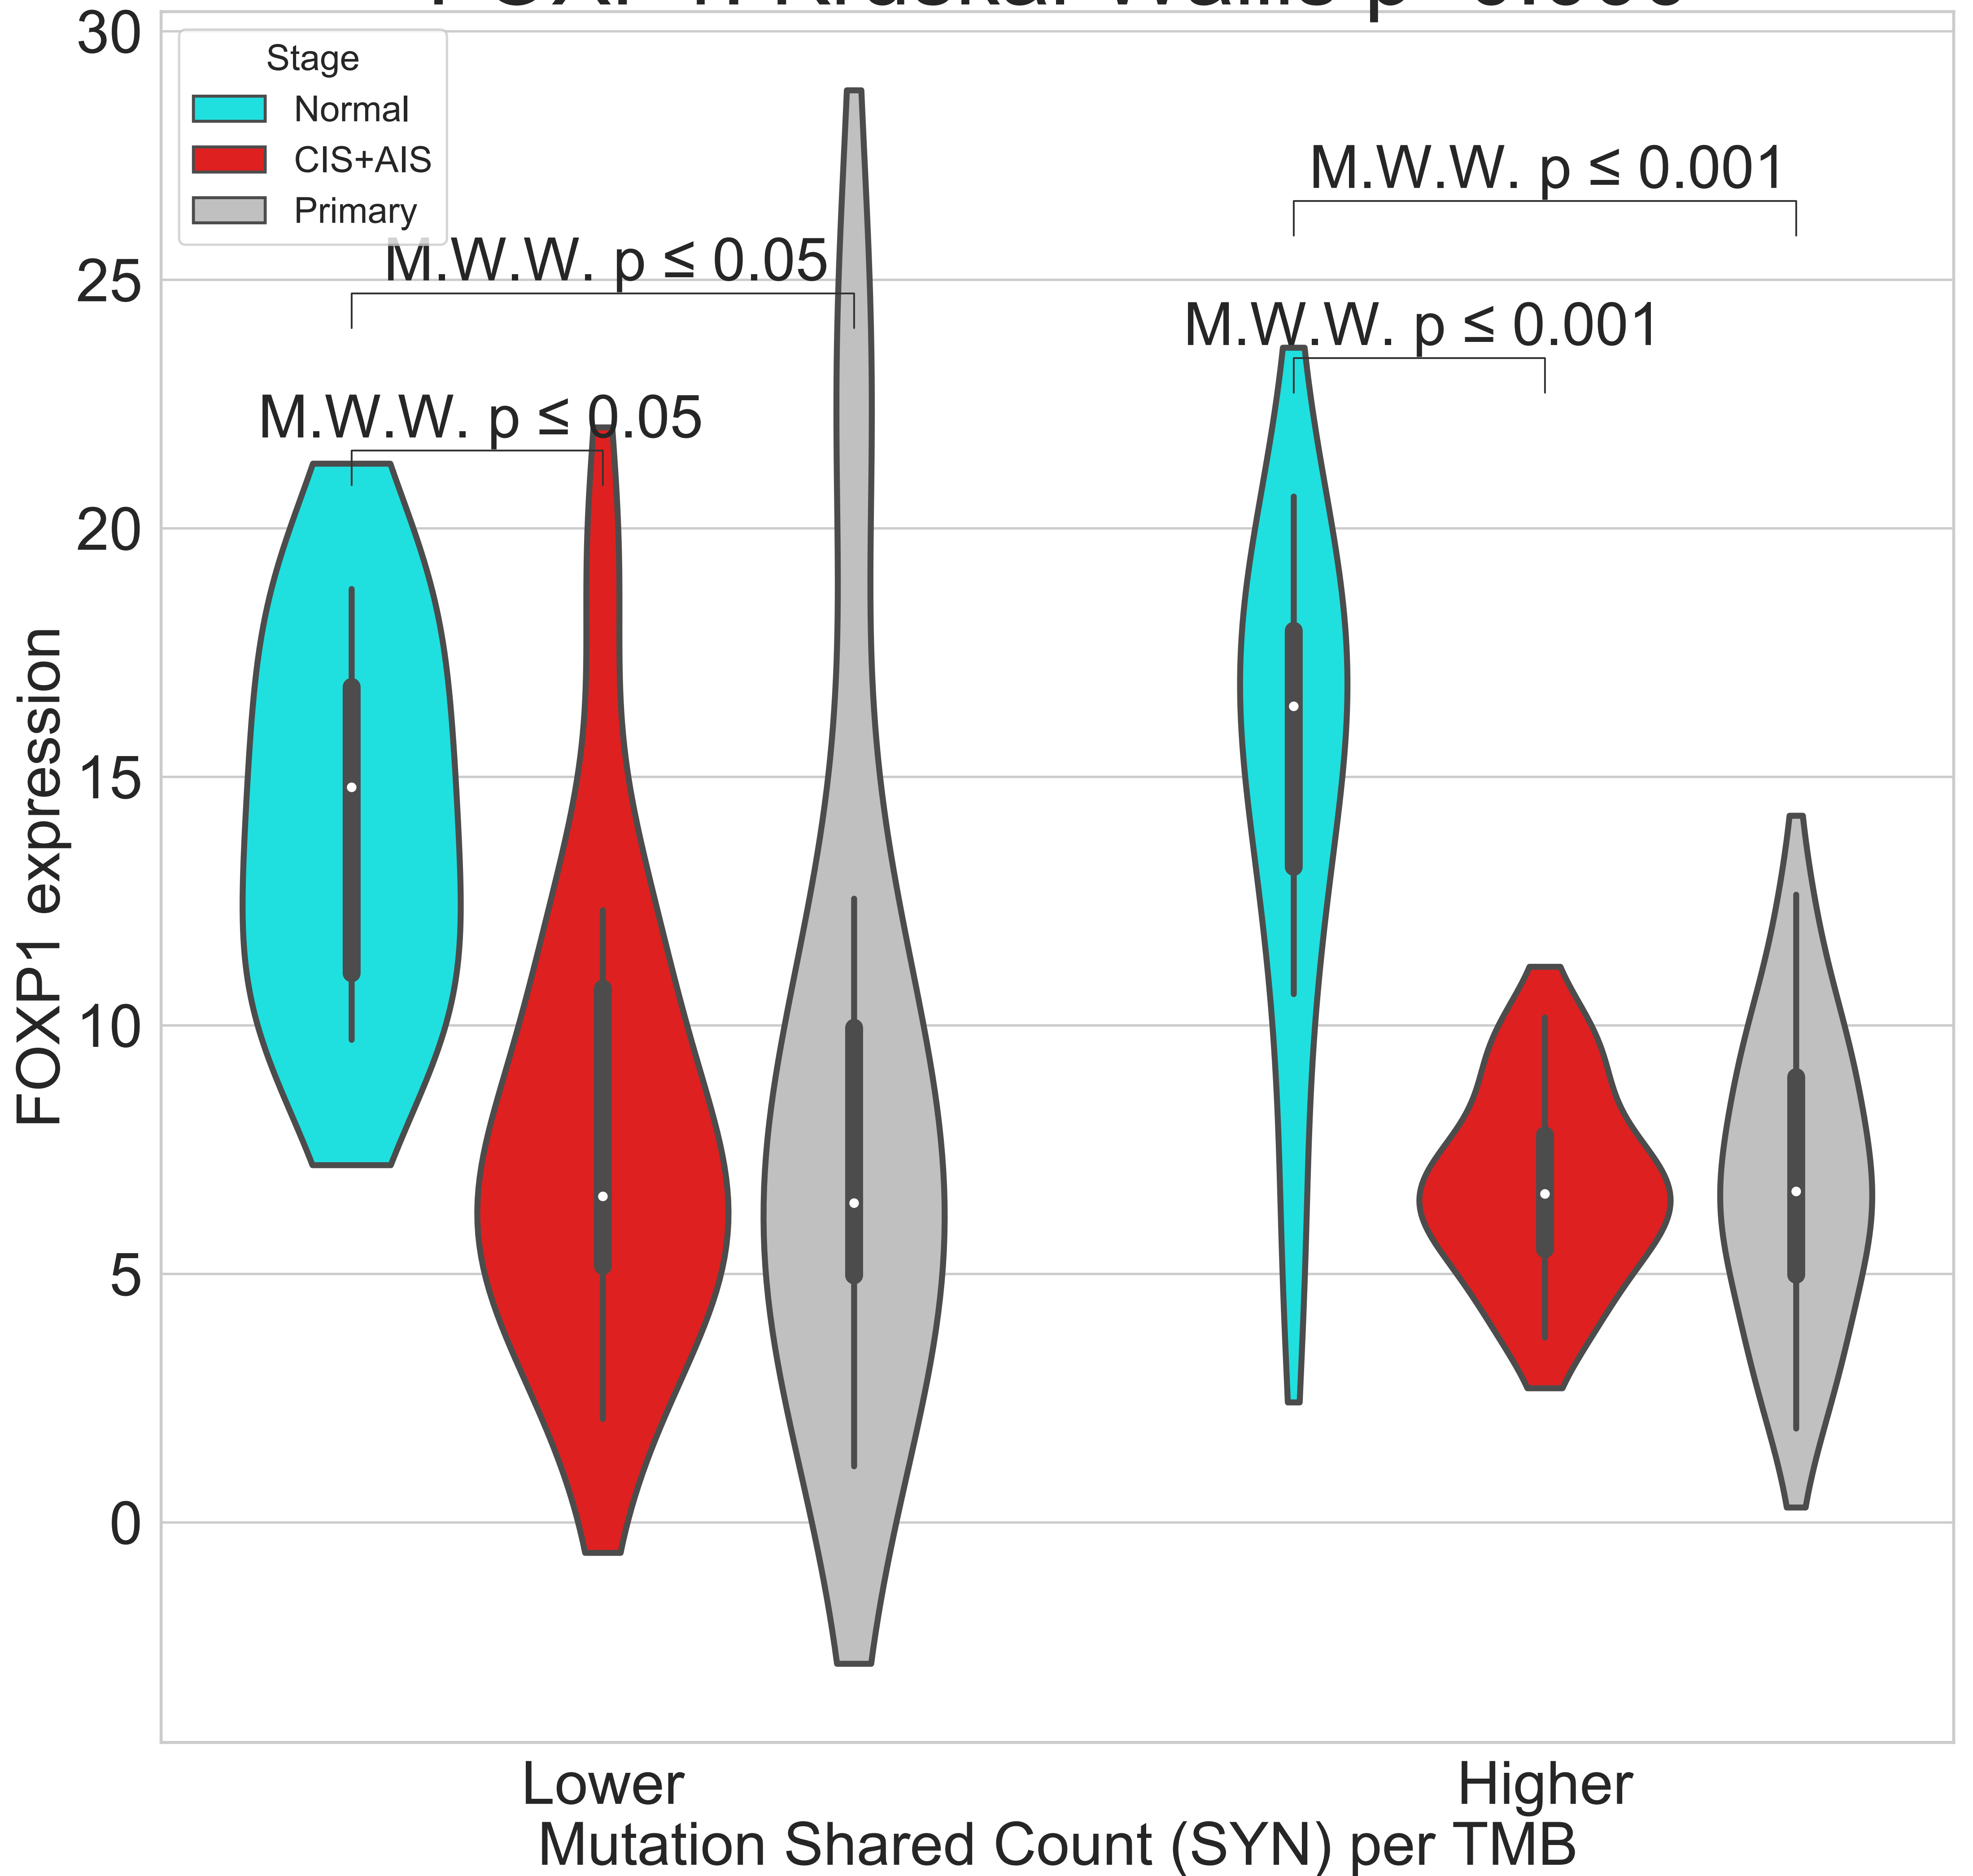 30
Stage
Normal
CIS+AIS
Primary
M.W.W. p ≤ 0.001
M.W.W. p ≤ 0.05
25
M.W.W. p ≤ 0.001
M.W.W. p ≤ 0.05
20
15
10
5
0
FOXP1 expression
Lower
Higher
Mutation Shared Count (SYN) per TMB